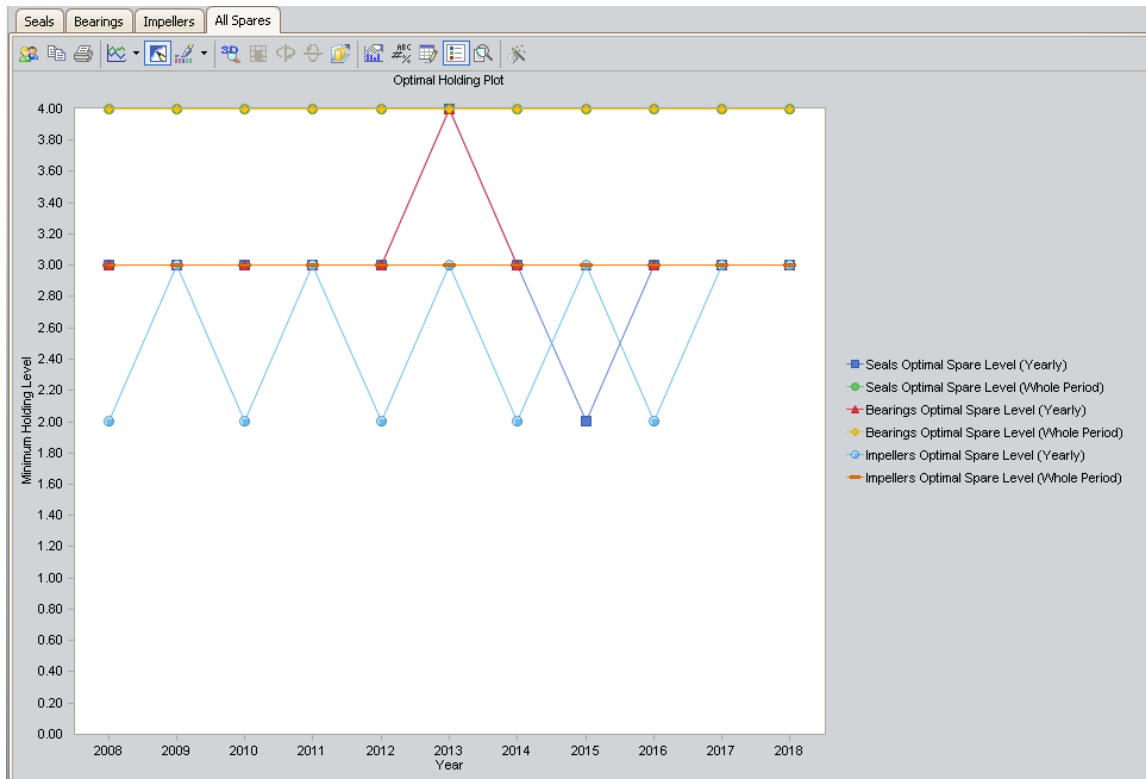 Seals Bearings Impellers All Spares
3D ABC #% 
Optimal Holding Plot
4.00
3.80
3.60
3.40
3.20
3.00
2.80
2.60
2.40
2.20
2.00
1.80
1.60
1.40
1.20
1.00
0.80
0.60
0.40
0.20
0.00
Minimum Holding Level
2008 2009 2010 2011 2012 2013 2014 2015 2016 2017 2018
Year
Seals Optimal Spare Level (Yearly)
Seals Optimal Spare Level (Whole Period)
Bearings Optimal Spare Level (Yearly)
Bearings Optimal Spare Level (Whole Period)
Impellers Optimal Spare Level (Yearly)
Impellers Optimal Spare Level (Whole Period)